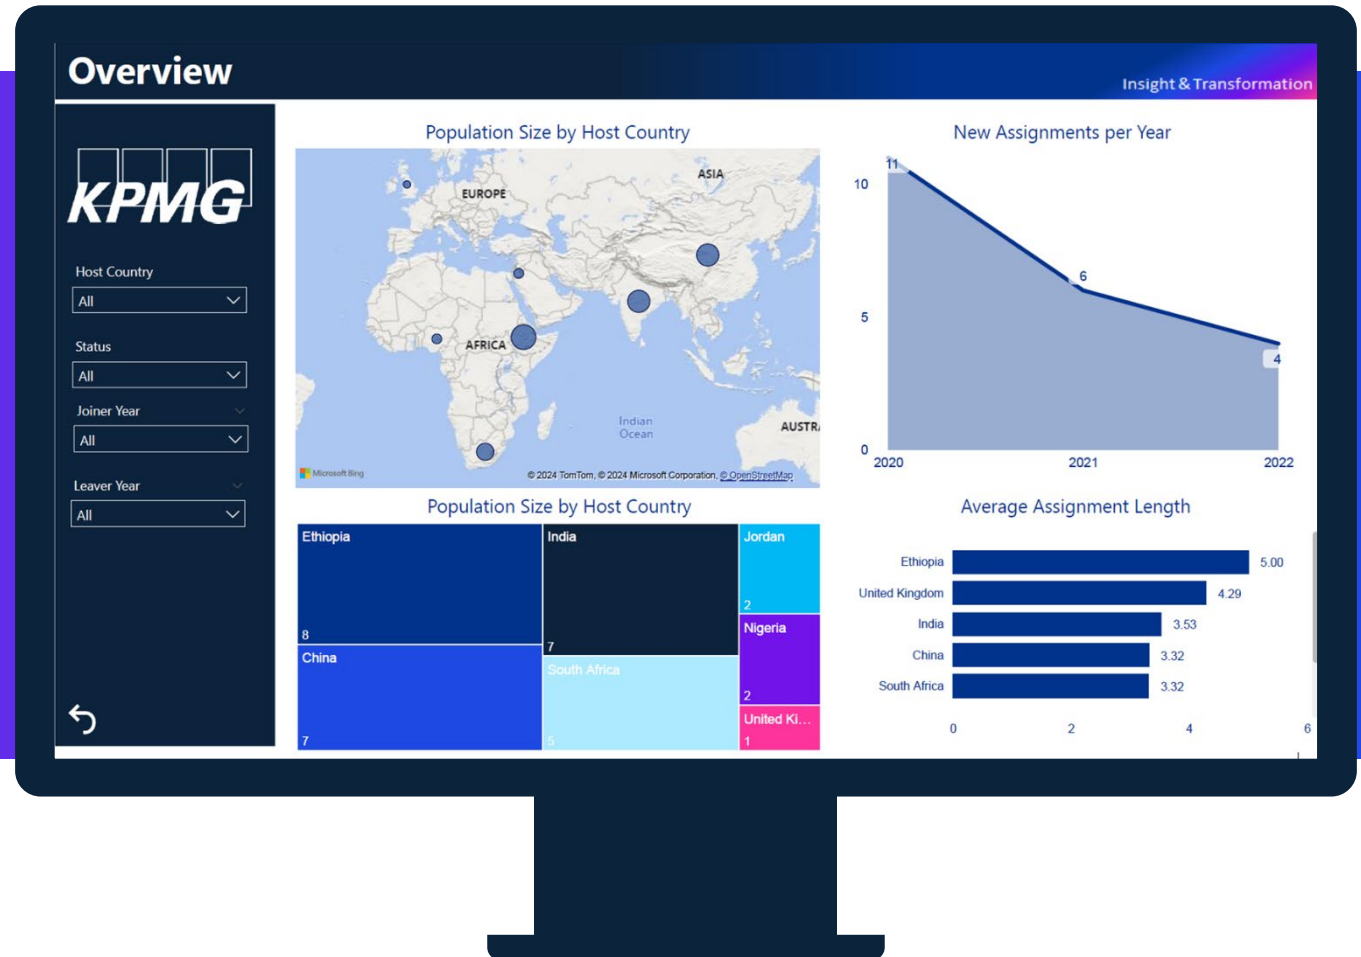 Overview
Insight & Transformation
KPMG
Host Country
All
Status
All
Joiner Year
All
Leaver Year
All
Population Size by Host Country
ASIA
EUROPE
AFRICA
Indian
Ocean
AUSTR
Microsoft Bing
© 2024 TomTom, © 2024 Microsoft Corporation, © OpenStreetMap
New Assignments per Year
11
10
6
5
4
0
2020 2021 2022
Population Size by Host Country
Ethiopia
8
China
7
India
7
South Africa
5
Jordan
2
Nigeria
2
United Ki...
1
Average Assignment Length
Ethiopia 5.00
United Kingdom 4.29
India 3.53
China 3.32
South Africa 3.32
0 2 4 6